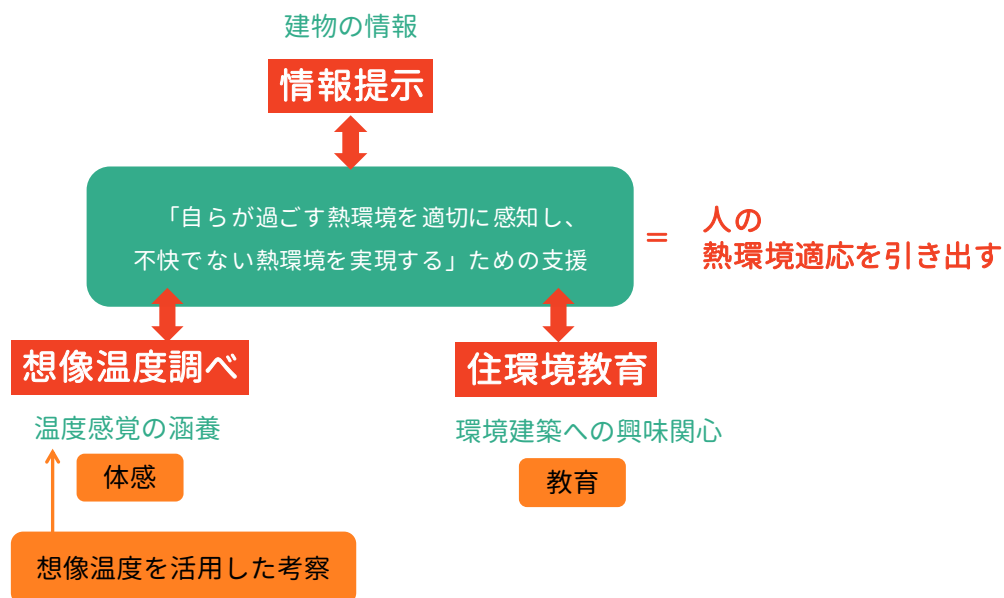 建物の情報
情報提示
「自らが過ごす熱環境を適切に感知し、
不快でない熱環境を実現する」ための支援
＝
人の
熱環境適応を引き出す
想像温度調べ
温度感覚の涵養
体感
想像温度を活用した考察
住環境教育
環境建築への興味関心
教育